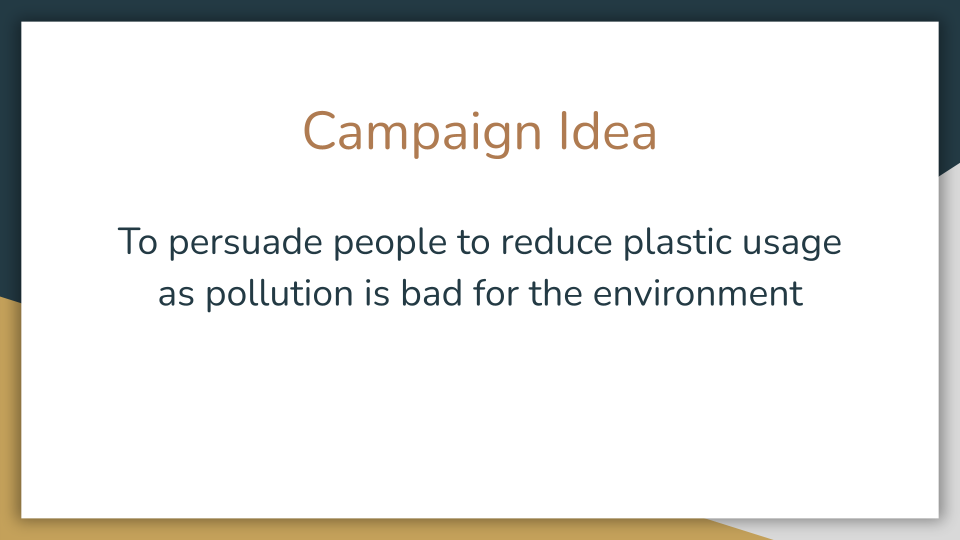 Campaign Idea
To persuade people to reduce plastic usage
as pollution is bad for the environment